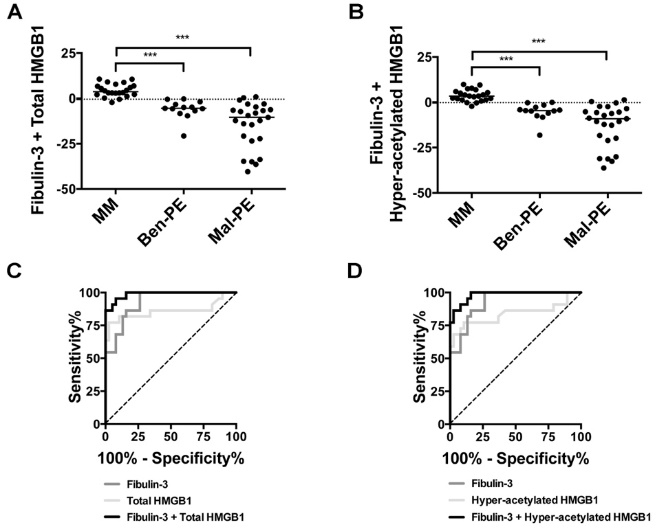 A
Fibulin-3 + Total HMGB1
25
0
-25
-50
***
***
MM
Ben-PE
Mal-PE
B
Fibulin-3 +
Hyper-acetylated HMGB1
25
0
-25
-50
***
***
MM
Ben-PE
Mal-PE
C
Sensitivity%
100
75
50
25
0
0 25 50 75 100
100% - Specificity%
Fibulin-3
Total HMGB1
Fibulin-3 + Total HMGB1
D
Sensitivity%
100
75
50
25
0
0 25 50 75 100
100% - Specificity%
Fibulin-3
Hyper-acetylated HMGB1
Fibulin-3 + Hyper-acetylated HMGB1